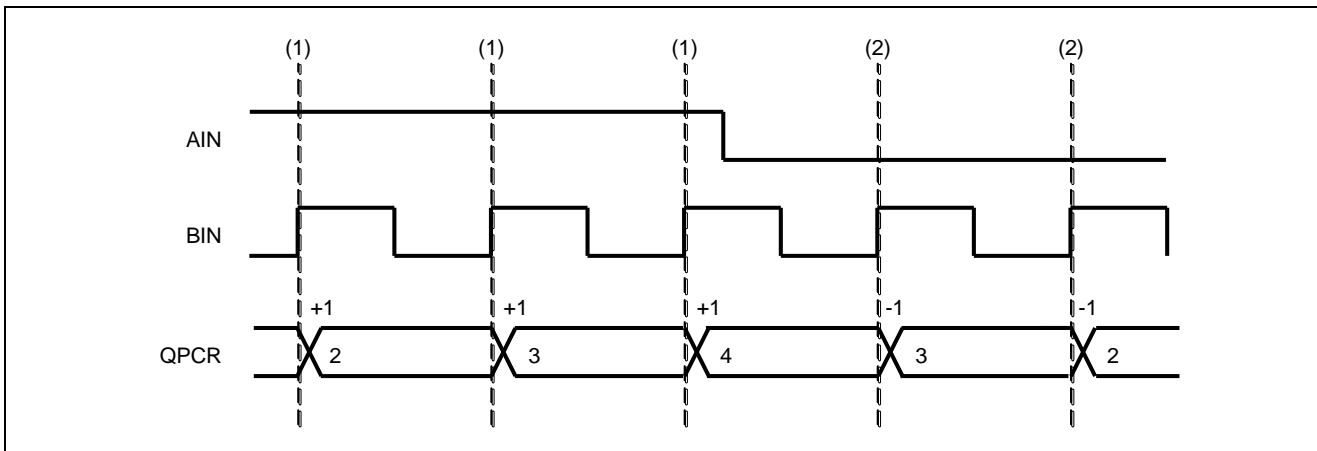 (1) (1) (1) (2) (2)
AIN
BIN
+1 +1 +1 -1 -1
QPCR 2 3 4 3 2